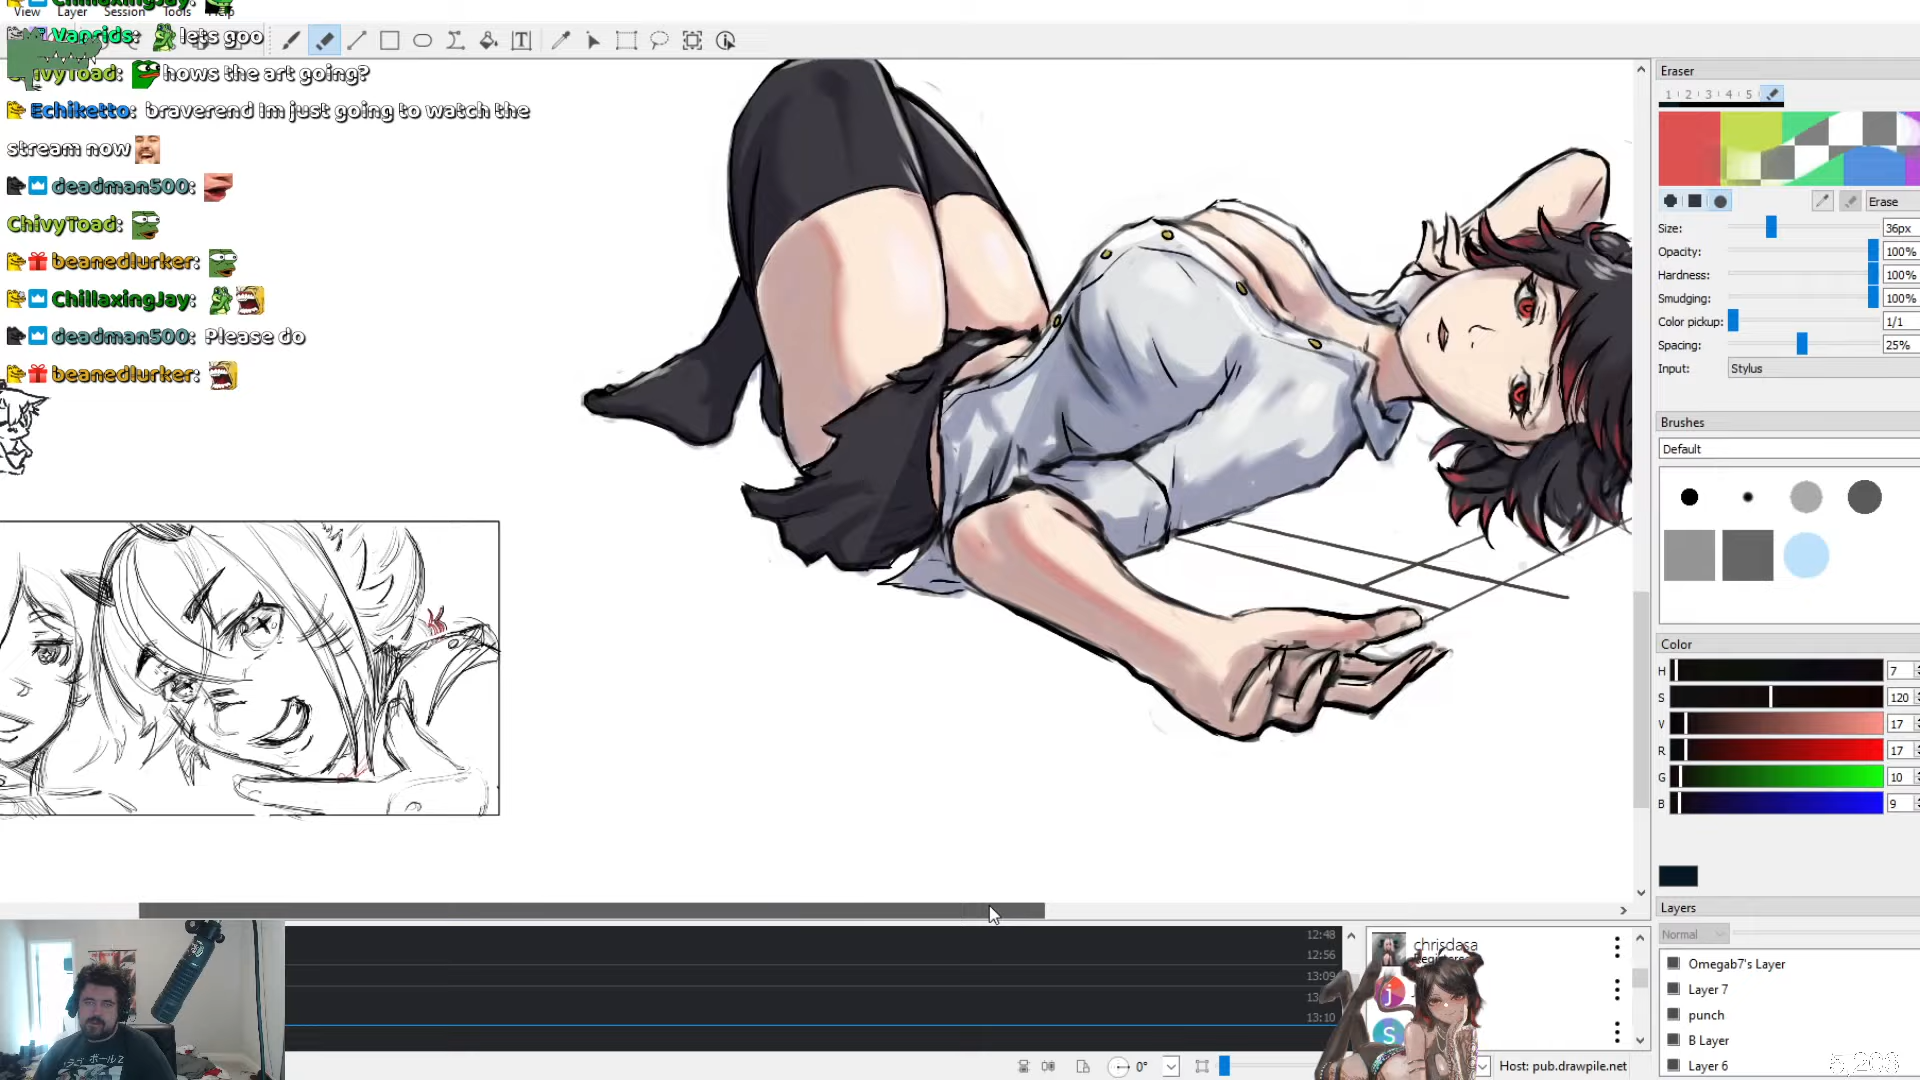 View Layer Session Tools Help
ChillaxingJay:
Vaprids: lets goo
ChivyToad: hows the art going?
Echiketto: braverend Im just going to watch the
stream now
deadman500:
ChivyToad:
beanedlurker:
ChillaxingJay:
deadman500: Please do
beanedlurker:
Eraser
1 2 3 4 5
Erase
Size: 36px
Opacity: 100%
Hardness: 100%
Smudging: 100%
Color pickup: 1/1
Spacing: 25%
Input: Stylus
Brushes
Default
Color
H 7
S 120
V 17
R 17
G 10
B 9
Layers
Normal
Omegab7's Layer
Layer 7
punch
B Layer
Layer 6
12:48
12:56
13:09
13:10
chrisdasa
j
S
0°
Host: pub.drawpile.net